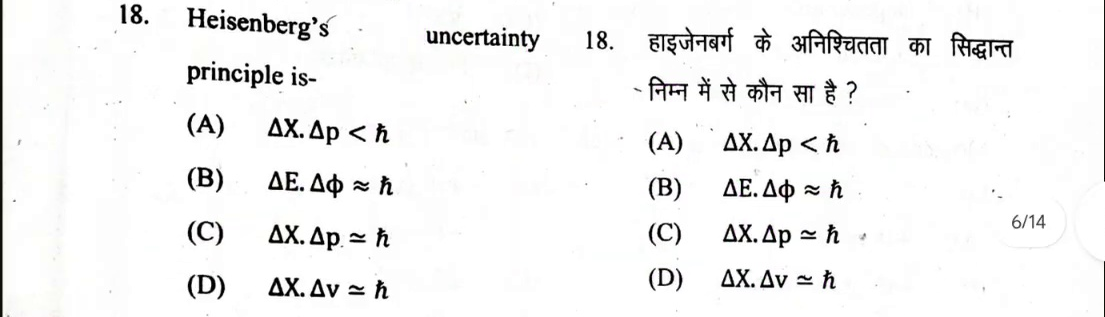 18. Heisenberg's uncertainty
principle is-
(A) ΔX.Δp < ħ
(B) ΔE.Δϕ ≈ ħ
(C) ΔX.Δp ≃ ħ
(D) ΔX.Δv ≃ ħ
18. हाइजेनबर्ग के अनिश्चितता का सिद्धान्त
निम्न में से कौन सा है ?
(A) ΔX.Δp < ħ
(B) ΔE.Δϕ ≈ ħ
(C) ΔX.Δp ≃ ħ
(D) ΔX.Δv ≃ ħ
6/14